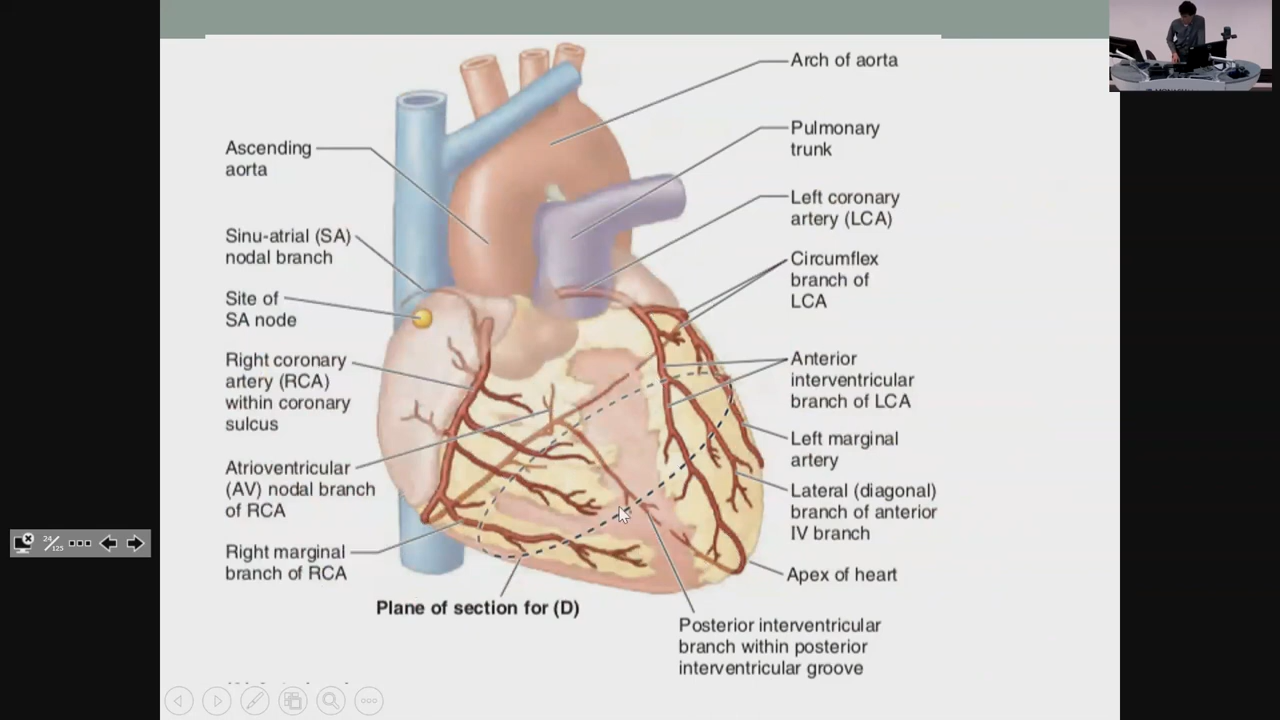 Arch of aorta
Pulmonary
trunk
Ascending
aorta
Left coronary
artery (LCA)
Sinu-atrial (SA)
nodal branch
Circumflex
branch of
LCA
Site of
SA node
Right coronary
artery (RCA)
within coronary
sulcus
Anterior
interventricular
branch of LCA
Left marginal
artery
Atrioventricular
(AV) nodal branch
of RCA
Lateral (diagonal)
branch of anterior
IV branch
Right marginal
branch of RCA
Apex of heart
Plane of section for (D)
Posterior interventricular
branch within posterior
interventricular groove
24/125